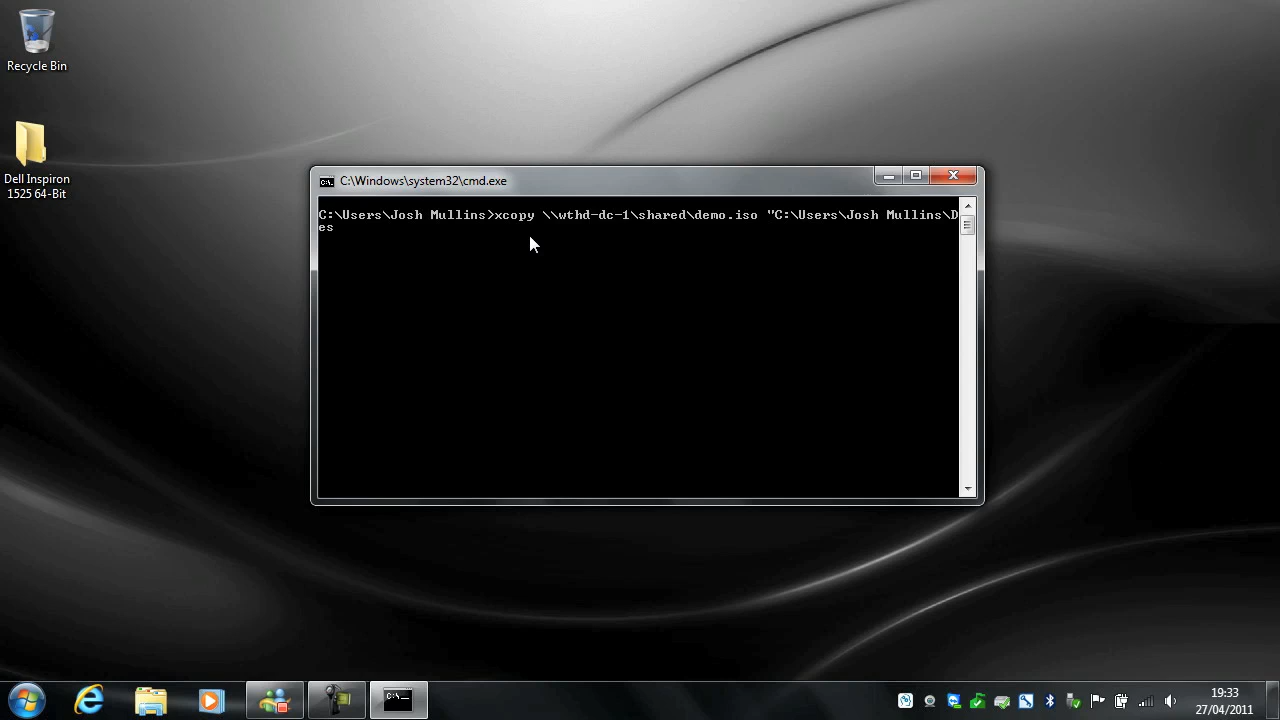 Recycle Bin
Dell Inspiron
1525 64-Bit
C:\Windows\system32\cmd.exe
C:\Users\Josh Mullins>xcopy \\wthd-dc-1\shared\demo.iso "C:\Users\Josh Mullins\D
es
19:33
27/04/2011